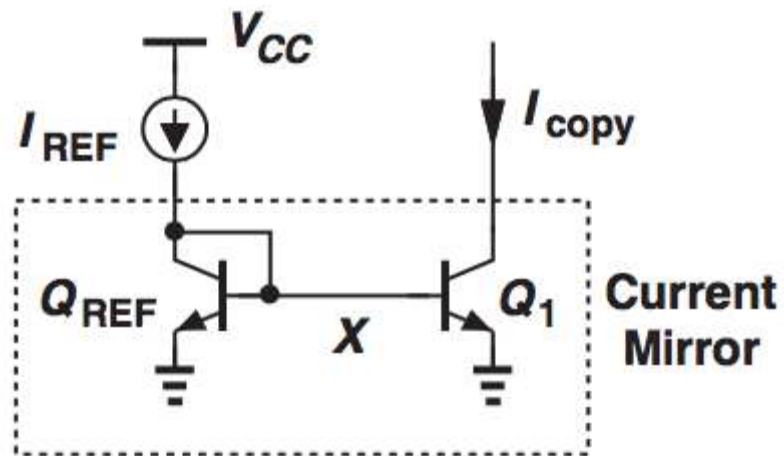 V_CC
I_REF
I_copy
Q_REF
X
Q_1
Current
Mirror